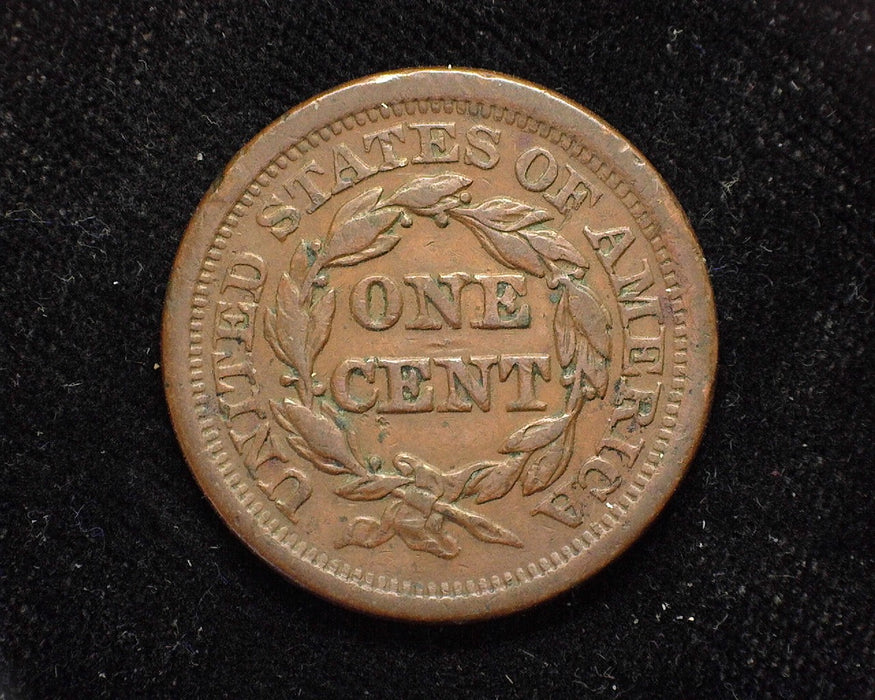 UNITED STATES OF AMERICA
ONE
CENT